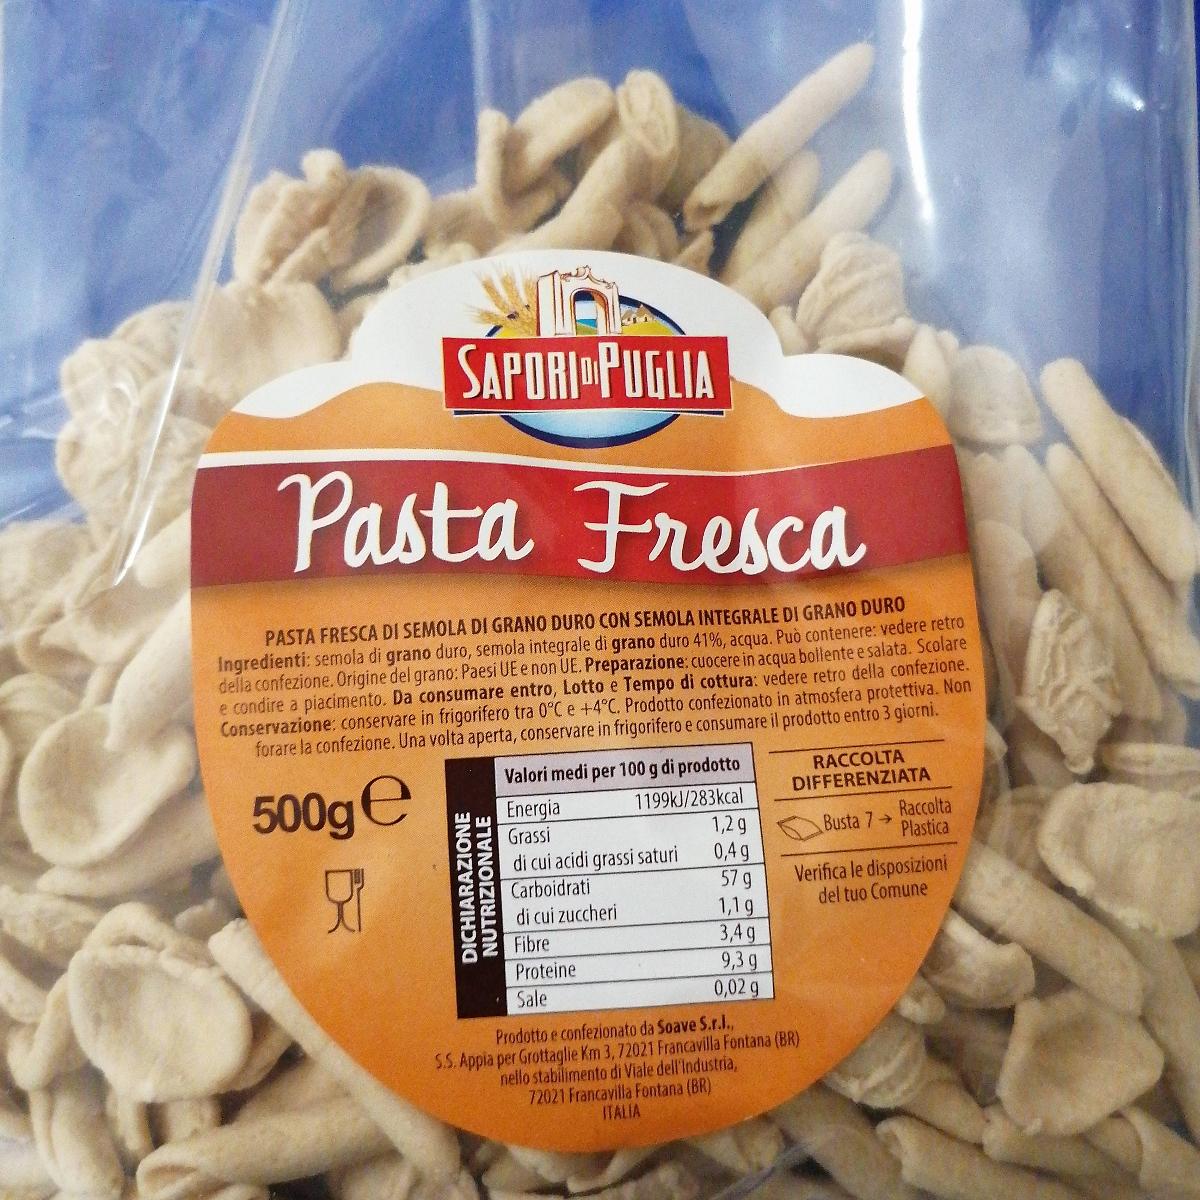 SAPORI DI PUGLIA
Pasta Fresca
PASTA FRESCA DI SEMOLA DI GRANO DURO CON SEMOLA INTEGRALE DI GRANO DURO
Ingredienti: semola di grano duro, semola integrale di grano duro 41%, acqua. Può contenere: vedere retro
della confezione. Origine del grano: Paesi UE e non UE. Preparazione: cuocere in acqua bollente e salata. Scolare
e condire a piacimento. Da consumare entro, Lotto e Tempo di cottura: vedere retro della confezione.
Conservazione: conservare in frigorifero tra 0°C e +4°C. Prodotto confezionato in atmosfera protettiva. Non
forare la confezione. Una volta aperta, conservare in frigorifero e consumare il prodotto entro 3 giorni.
500g e
DICHIARAZIONE
NUTRIZIONALE
Valori medi per 100 g di prodotto
Energia 1199kJ/283kcal
Grassi 1,2 g
di cui acidi grassi saturi 0,4 g
Carboidrati 57 g
di cui zuccheri 1,1 g
Fibre 3,4 g
Proteine 9,3 g
Sale 0,02 g
RACCOLTA
DIFFERENZIATA
Busta 7 → Raccolta
Plastica
Verifica le disposizioni
del tuo Comune
Prodotto e confezionato da Soave S.r.l.,
S.S. Appia per Grottaglie Km 3, 72021 Francavilla Fontana (BR)
nello stabilimento di Viale dell'Industria,
72021 Francavilla Fontana (BR)
ITALIA